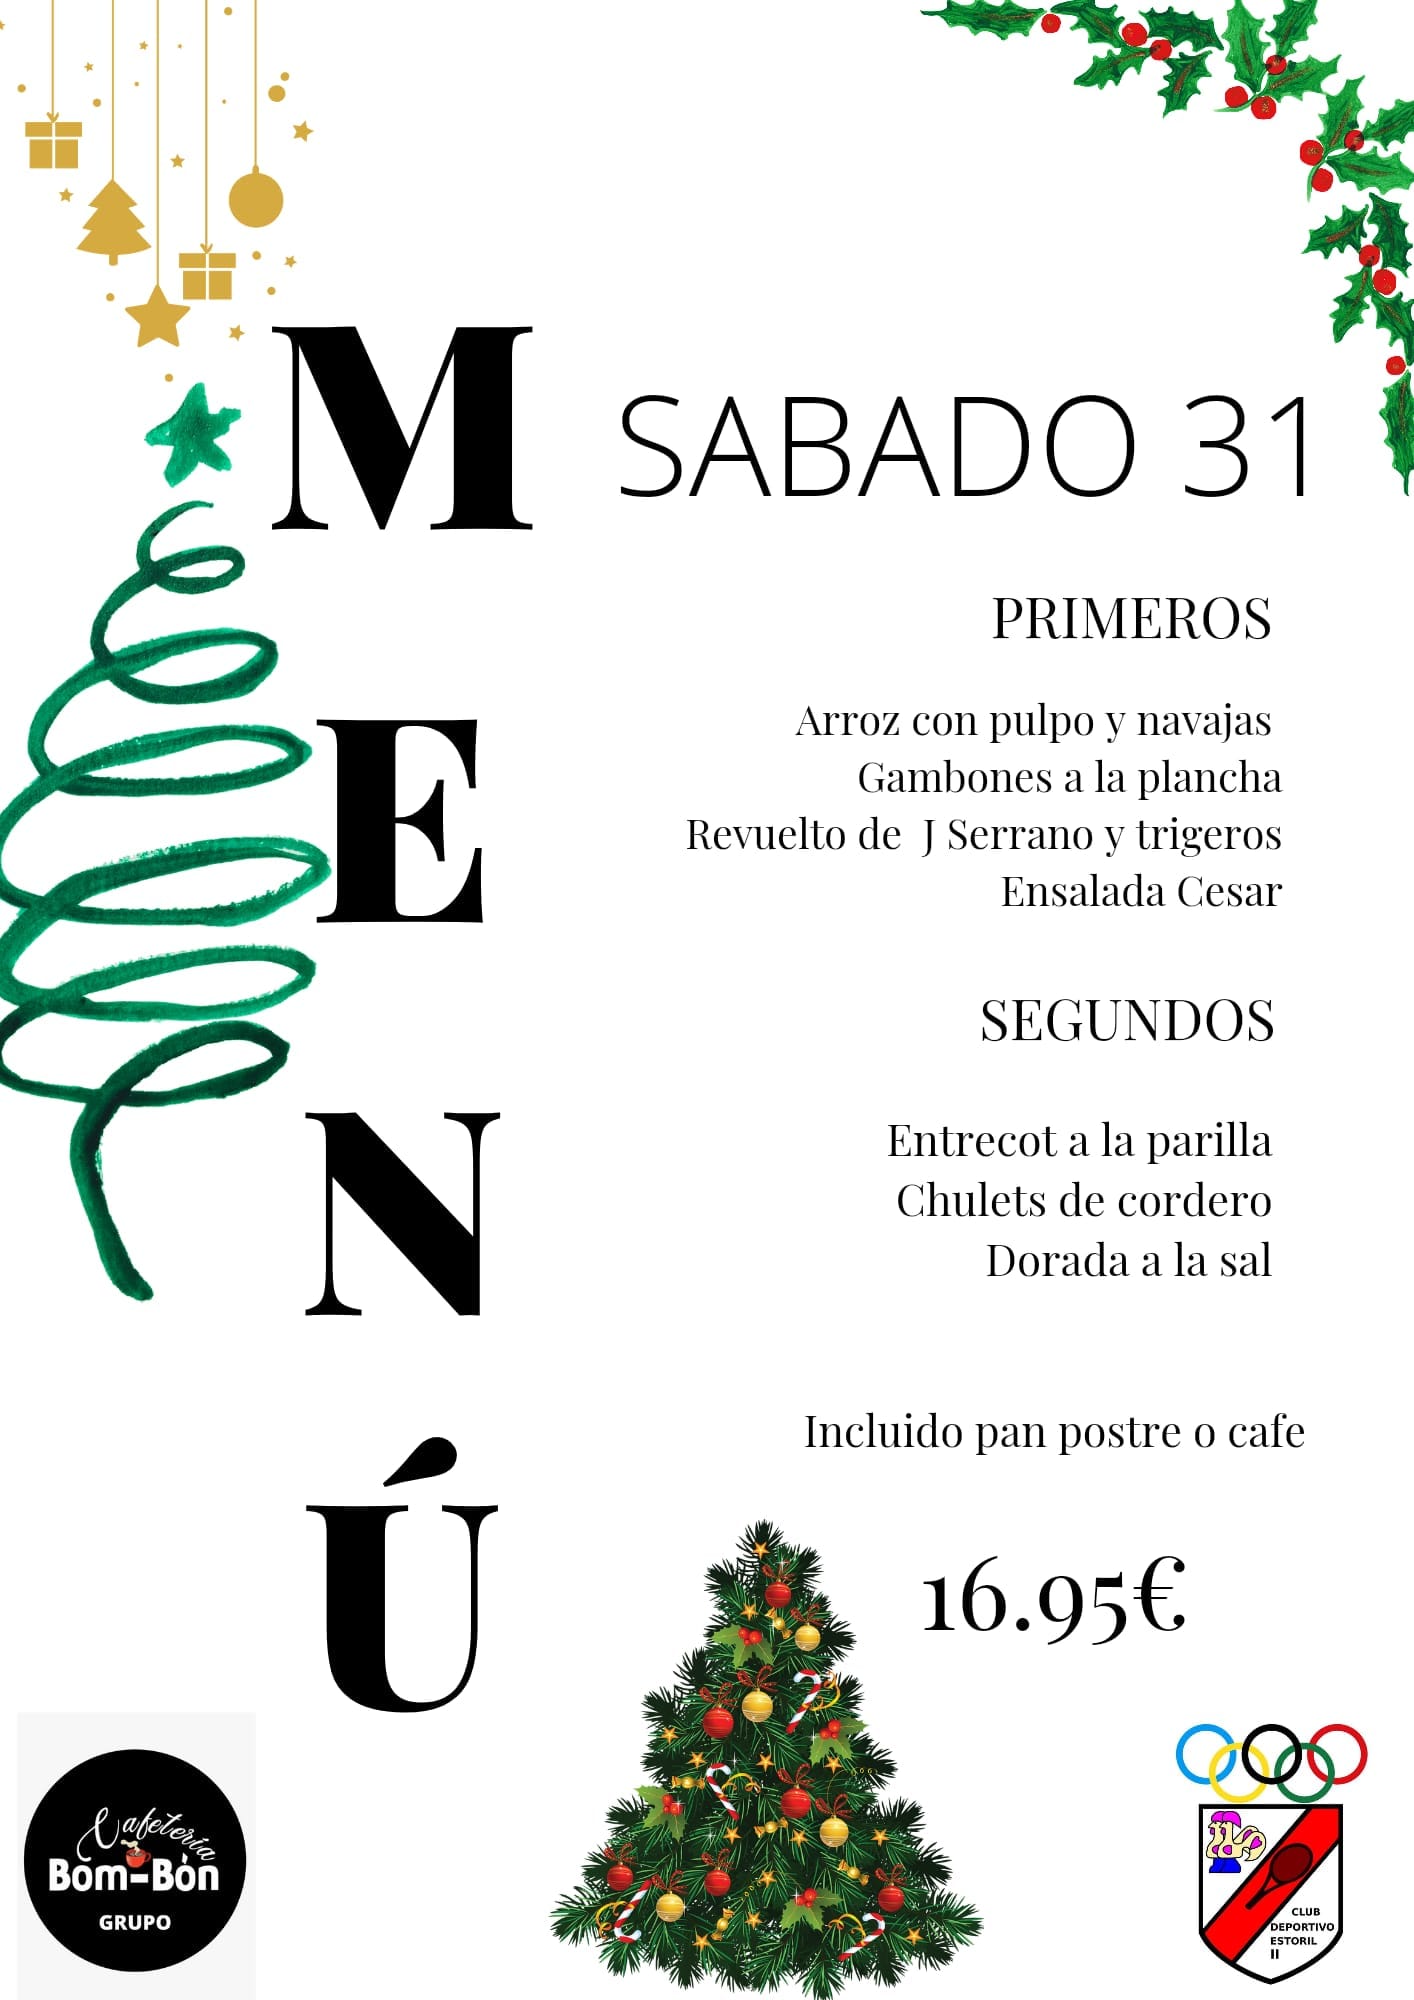 MENÚ
SABADO 31
PRIMEROS
Arroz con pulpo y navajas
Gambones a la plancha
Revuelto de J Serrano y trigeros
Ensalada Cesar
SEGUNDOS
Entrecot a la parilla
Chulets de cordero
Dorada a la sal
Incluido pan postre o cafe
16.95€
Cafetería
Bom-Bòn
GRUPO
CLUB
DEPORTIVO
ESTORIL
II